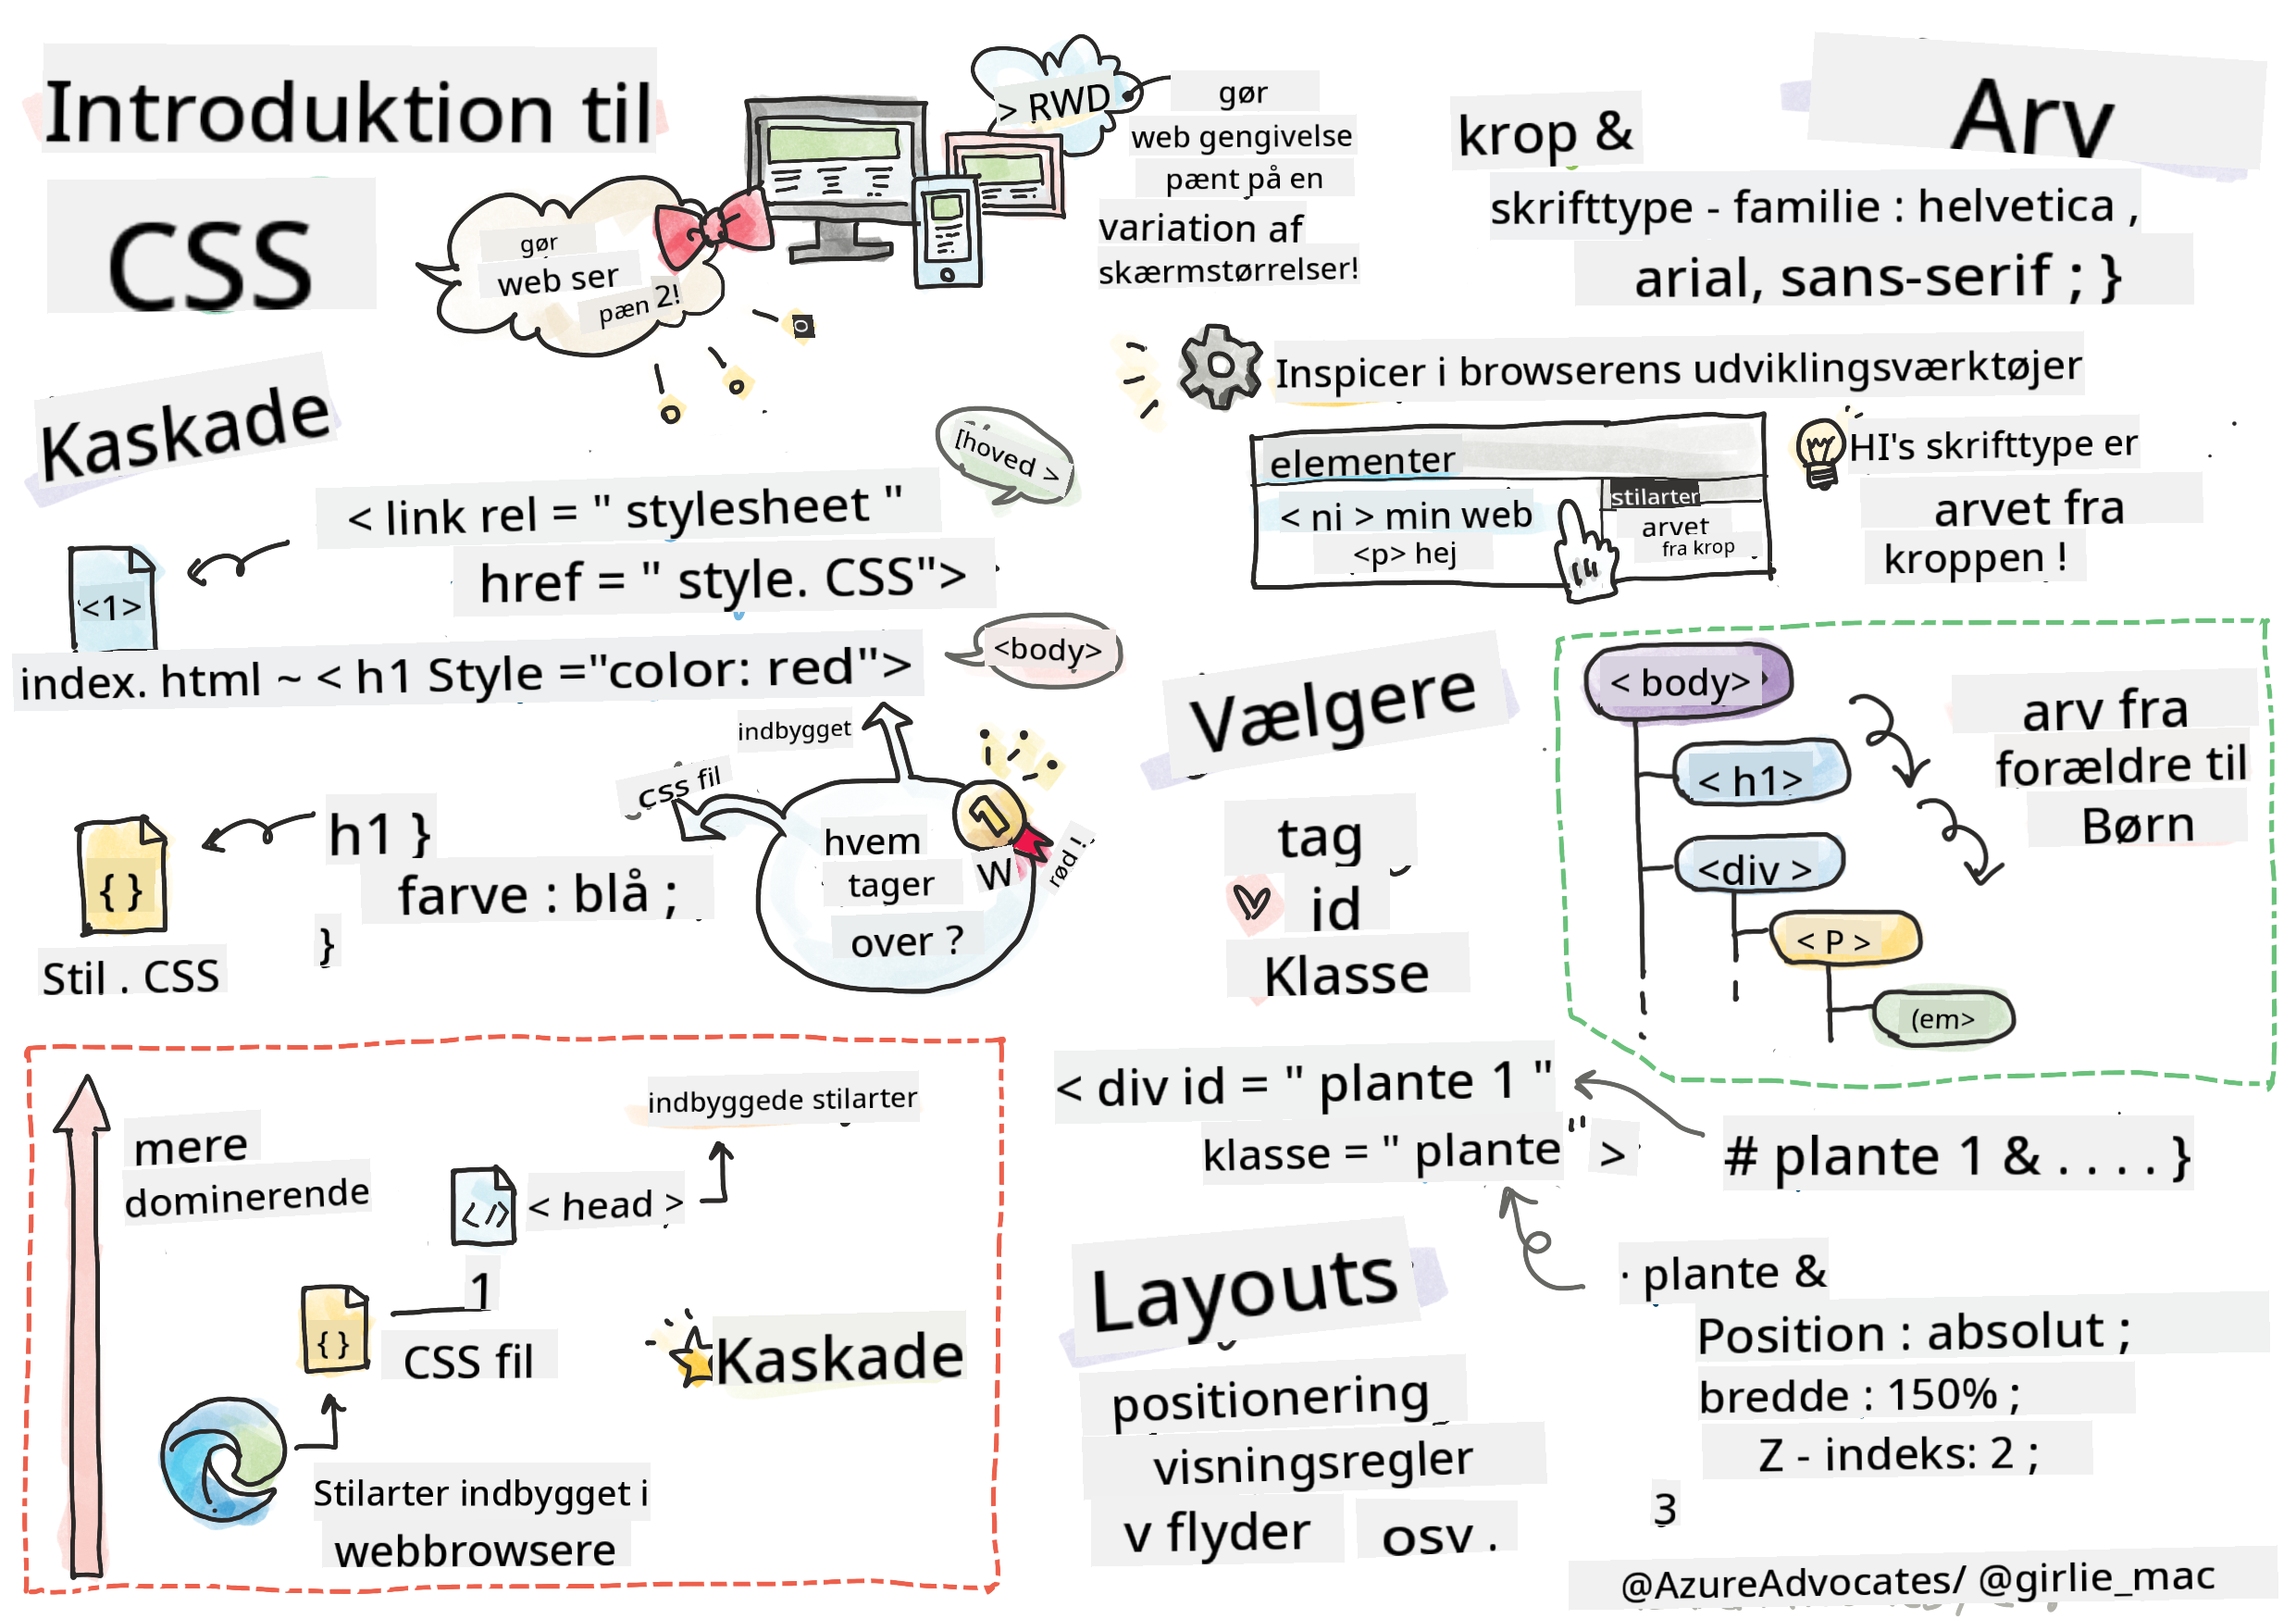 Introduktion til
CSS
gør
web ser
pæn 2!
> RWD
gør
web gengivelse
pænt på en
variation af
skærmstørrelser!
Kaskade
[hoved >
< link rel = " stylesheet "
href = " style. CSS">
<1>
index. html ~ < h1 Style ="color: red">
<body>
indbygget
css fil
h1 }
farve : blå ;
}
{ }
Stil . CSS
hvem
tager
over ?
1
W
rød !
mere
dominerende
indbyggede stilarter
</>
< head >
1
{ }
CSS fil
Kaskade
Stilarter indbygget i
webbrowsere
Arv
krop &
skrifttype - familie : helvetica ,
arial, sans-serif ; }
Inspicer i browserens udviklingsværktøjer
elementer
< ni > min web
<p> hej
stilarter
arvet
fra krop
HI's skrifttype er
arvet fra
kroppen !
Vælgere
tag
id
Klasse
< body>
< h1>
<div >
< P >
(em>
arv fra
forældre til
Børn
< div id = " plante 1 "
klasse = " plante " >
# plante 1 & . . . . }
· plante &
Position : absolut ;
bredde : 150% ;
Z - indeks: 2 ;
3
Layouts
positionering
visningsregler
v flyder osv .
@AzureAdvocates/ @girlie_mac